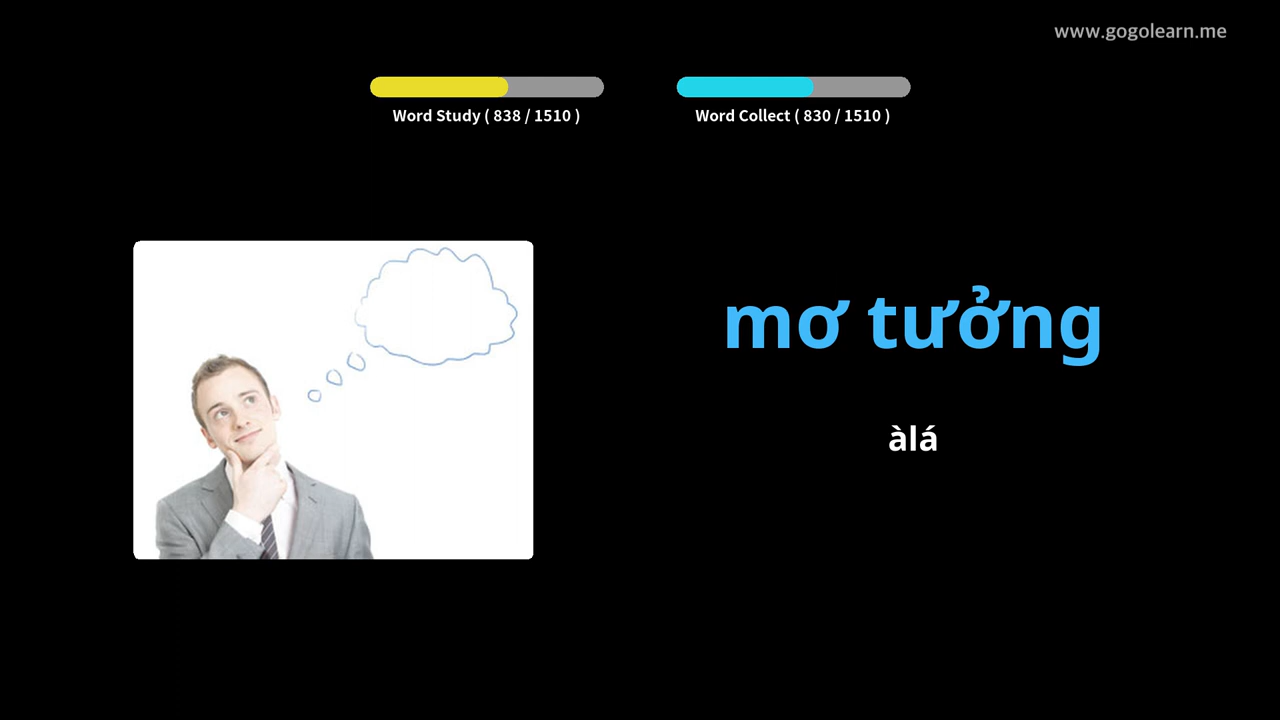 www.gogolearn.me
Word Study ( 838 / 1510 )
Word Collect ( 830 / 1510 )
mơ tưởng
àlá